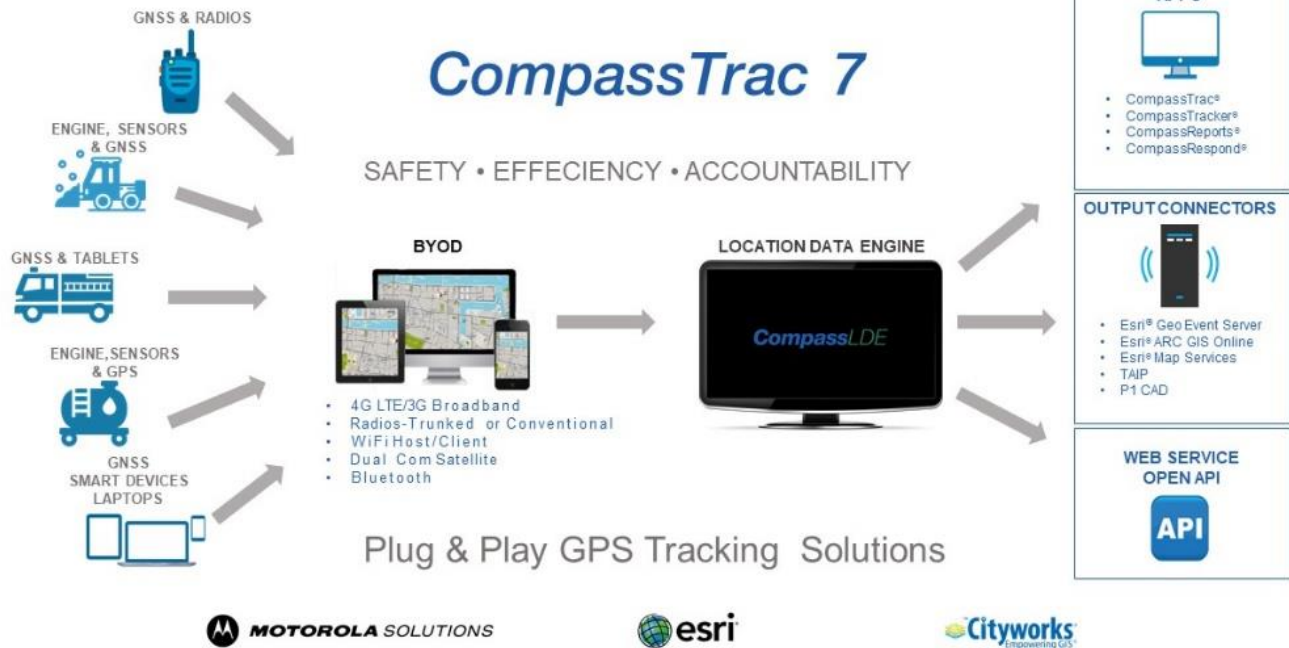 GNSS & RADIOS
ENGINE, SENSORS
& GNSS
GNSS & TABLETS
ENGINE, SENSORS
& GPS
GNSS
SMART DEVICES
LAPTOPS
CompassTrac 7
SAFETY • EFFECIENCY • ACCOUNTABILITY
BYOD
• 4G LTE/3G Broadband
• Radios-Trunked or Conventional
• WiFi Host/Client
• Dual Com Satellite
• Bluetooth
LOCATION DATA ENGINE
CompassLDE
• CompassTrac®
• CompassTracker®
• CompassReports®
• CompassRespond®
OUTPUT CONNECTORS
• Esri® Geo Event Server
• Esri® ARC GIS Online
• Esri® Map Services
• TAIP
• P1 CAD
WEB SERVICE
OPEN API
API
Plug & Play GPS Tracking Solutions
MOTOROLA SOLUTIONS
esri
Cityworks
Empowering GIS®